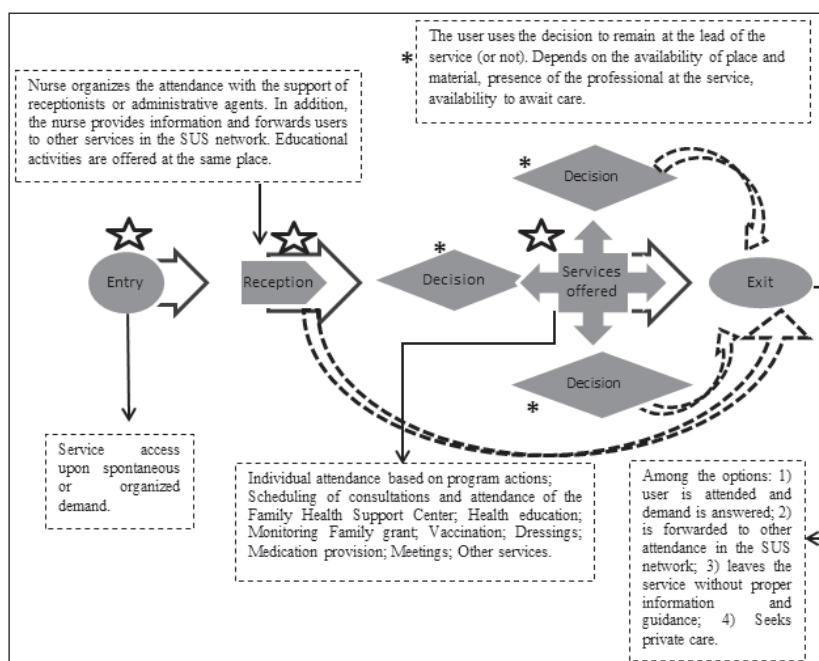 The user uses the decision to remain at the lead of the
service (or not). Depends on the availability of place and
* material, presence of the professional at the service,
availability to await care.
Nurse organizes the attendance with the support of
receptionists or administrative agents. In addition,
the nurse provides information and forwards users
to other services in the SUS network. Educational
activities are offered at the same place.
* Decision
Entry
Reception
* Decision
Services
offered
Exit
Decision
*
Service access
upon spontaneous
or organized
demand.
Individual attendance based on program actions;
Scheduling of consultations and attendance of the
Family Health Support Center; Health education;
Monitoring Family grant; Vaccination; Dressings;
Medication provision; Meetings; Other services.
Among the options: 1)
user is attended and
demand is answered; 2)
is forwarded to other
attendance in the SUS
network; 3) leaves the
service without proper
information and
guidance; 4) Seeks
private care.